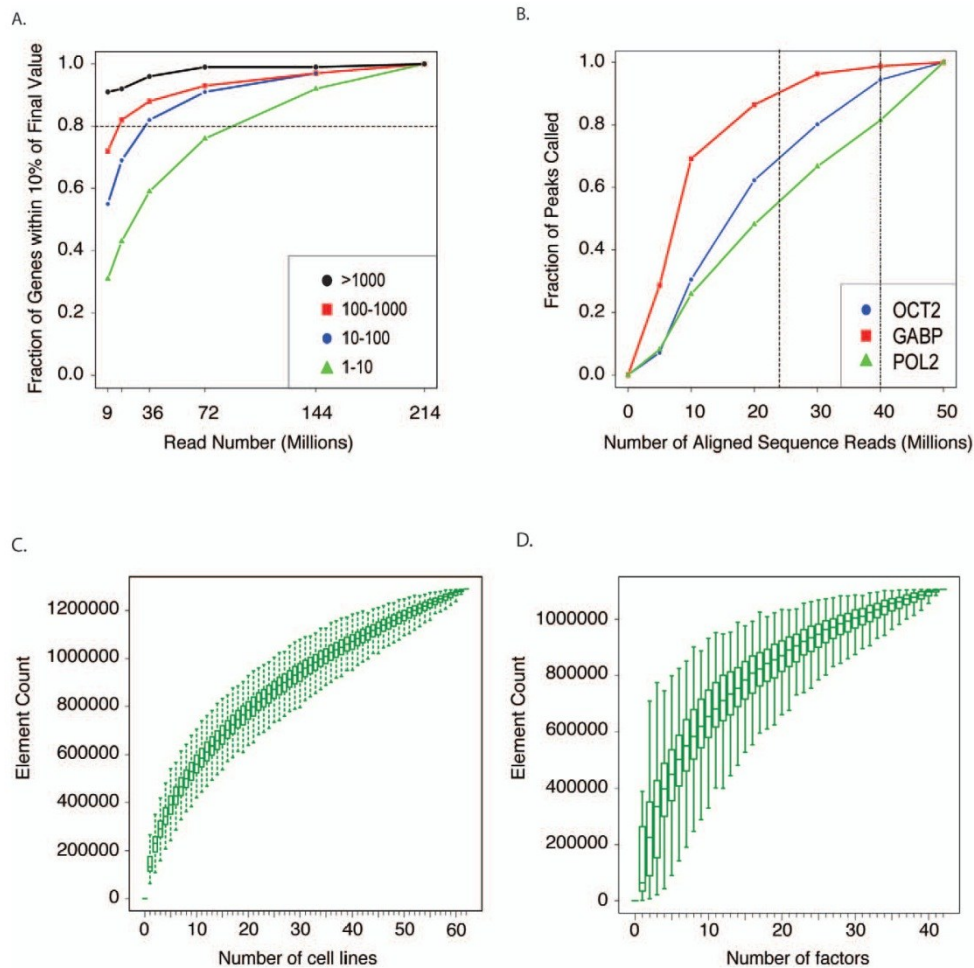 A.
Fraction of Genes within 10% of Final Value
1.0
0.8
0.6
0.4
0.2
0.0
9 36 72 144 214
Read Number (Millions)
>1000
100-1000
10-100
1-10
B.
Fraction of Peaks Called
1.0
0.8
0.6
0.4
0.2
0.0
0 10 20 30 40 50
Number of Aligned Sequence Reads (Millions)
OCT2
GABP
POL2
C.
Element Count
1200000
1000000
800000
600000
400000
200000
0
0 10 20 30 40 50 60
Number of cell lines
D.
Element Count
1000000
800000
600000
400000
200000
0
0 10 20 30 40
Number of factors